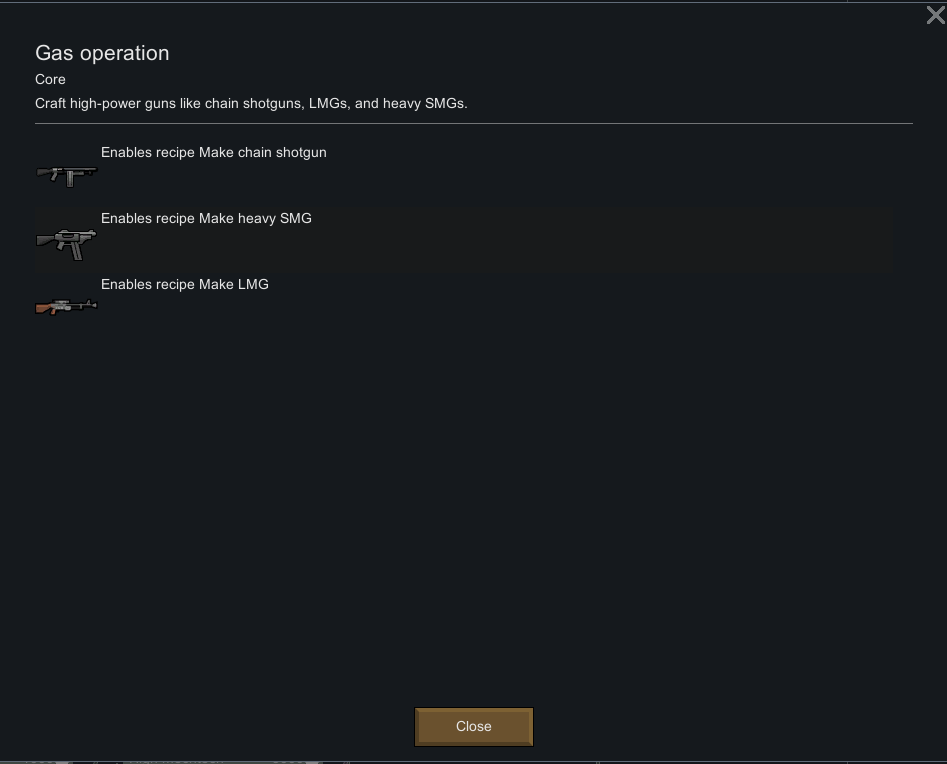 Gas operation
Core
Craft high-power guns like chain shotguns, LMGs, and heavy SMGs.
Enables recipe Make chain shotgun
Enables recipe Make heavy SMG
Enables recipe Make LMG
Close